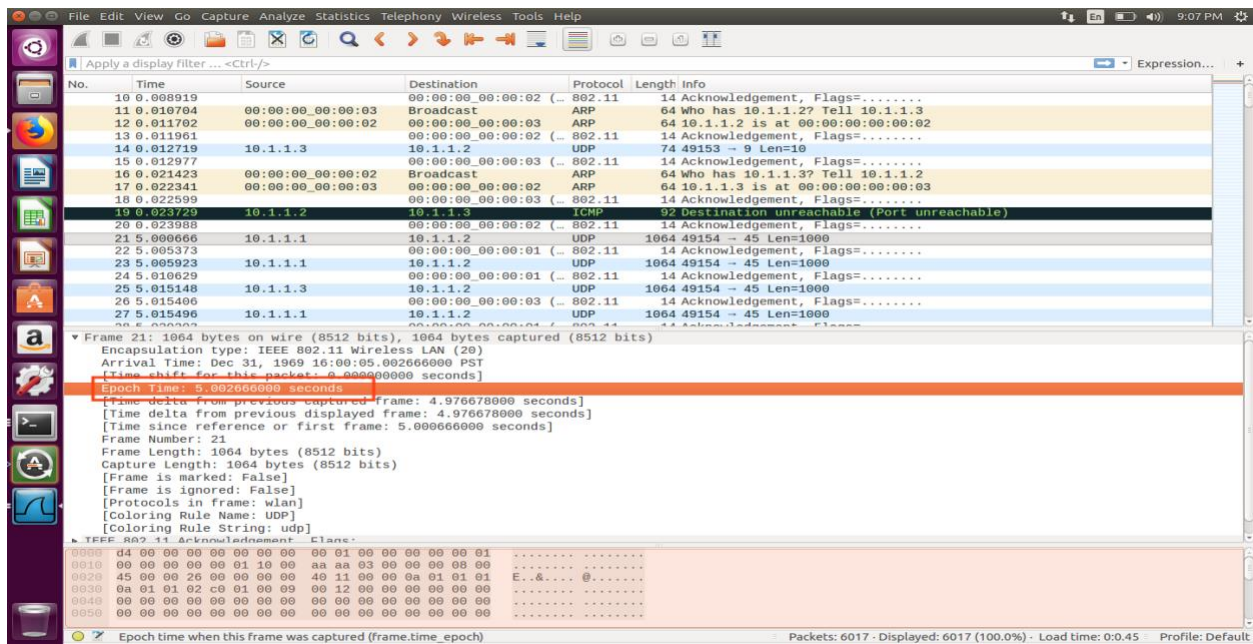 File Edit View Go Capture Analyze Statistics Telephony Wireless Tools Help En 9:07 PM
Apply a display filter ... <Ctrl-/> Expression... +
No. Time Source Destination Protocol Length Info
10 0.008919 00:00:00_00:00:02 (… 802.11 14 Acknowledgement, Flags=........
11 0.010704 00:00:00_00:00:03 Broadcast ARP 64 Who has 10.1.1.2? Tell 10.1.1.3
12 0.011702 00:00:00_00:00:02 00:00:00_00:00:03 ARP 64 10.1.1.2 is at 00:00:00:00:00:02
13 0.011961 00:00:00_00:00:02 (… 802.11 14 Acknowledgement, Flags=........
14 0.012719 10.1.1.3 10.1.1.2 UDP 74 49153 → 9 Len=10
15 0.012977 00:00:00_00:00:03 (… 802.11 14 Acknowledgement, Flags=........
16 0.021423 00:00:00_00:00:02 Broadcast ARP 64 Who has 10.1.1.3? Tell 10.1.1.2
17 0.022341 00:00:00_00:00:03 00:00:00_00:00:02 ARP 64 10.1.1.3 is at 00:00:00:00:00:03
18 0.022599 00:00:00_00:00:03 (… 802.11 14 Acknowledgement, Flags=........
19 0.023729 10.1.1.2 10.1.1.3 ICMP 92 Destination unreachable (Port unreachable)
20 0.023988 00:00:00_00:00:02 (… 802.11 14 Acknowledgement, Flags=........
21 5.000666 10.1.1.1 10.1.1.2 UDP 1064 49154 → 45 Len=1000
22 5.005373 00:00:00_00:00:01 (… 802.11 14 Acknowledgement, Flags=........
23 5.005923 10.1.1.1 10.1.1.2 UDP 1064 49154 → 45 Len=1000
24 5.010629 00:00:00_00:00:01 (… 802.11 14 Acknowledgement, Flags=........
25 5.015148 10.1.1.3 10.1.1.2 UDP 1064 49154 → 45 Len=1000
26 5.015406 00:00:00_00:00:03 (… 802.11 14 Acknowledgement, Flags=........
27 5.015496 10.1.1.1 10.1.1.2 UDP 1064 49154 → 45 Len=1000
Frame 21: 1064 bytes on wire (8512 bits), 1064 bytes captured (8512 bits)
Encapsulation type: IEEE 802.11 Wireless LAN (20)
Arrival Time: Dec 31, 1969 16:00:05.002666000 PST
[Time shift for this packet: 0.000000000 seconds]
Epoch Time: 5.002666000 seconds
[Time delta from previous captured frame: 4.976678000 seconds]
[Time delta from previous displayed frame: 4.976678000 seconds]
[Time since reference or first frame: 5.000666000 seconds]
Frame Number: 21
Frame Length: 1064 bytes (8512 bits)
Capture Length: 1064 bytes (8512 bits)
[Frame is marked: False]
[Frame is ignored: False]
[Protocols in frame: wlan]
[Coloring Rule Name: UDP]
[Coloring Rule String: udp]
IEEE 802.11 Acknowledgement, Flags:
0000 d4 00 00 00 00 00 00 00 00 01 00 00 00 00 00 01 ........ ........
0010 00 00 00 00 00 01 10 00 aa aa 03 00 00 00 08 00 ........ ........
0020 45 00 00 26 00 00 00 00 40 11 00 00 0a 01 01 01 E..&.... @.......
0030 0a 01 01 02 c0 01 00 09 00 12 00 00 00 00 00 00 ........ ........
0040 00 00 00 00 00 00 00 00 00 00 00 00 00 00 00 00 ........ ........
0050 00 00 00 00 00 00 00 00 00 00 00 00 00 00 00 00 ........ ........
Epoch time when this frame was captured (frame.time_epoch) Packets: 6017 · Displayed: 6017 (100.0%) · Load time: 0:0.45 Profile: Default